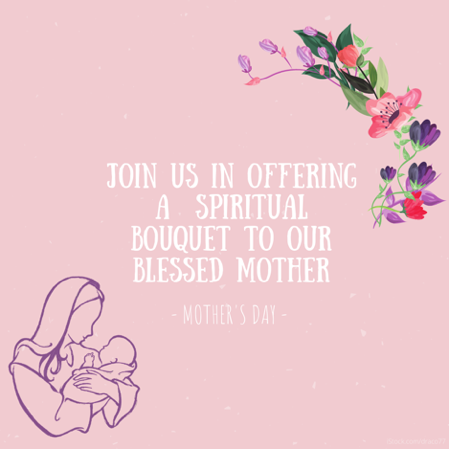 JOIN US IN OFFERING
A SPIRITUAL
BOUQUET TO OUR
BLESSED MOTHER
- MOTHER'S DAY -